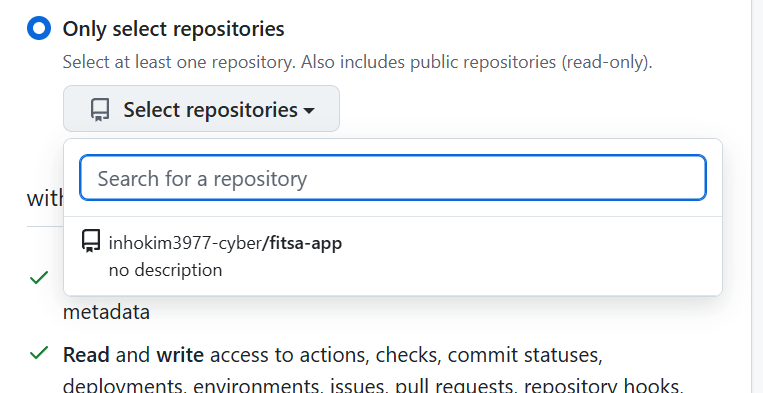 Only select repositories
Select at least one repository. Also includes public repositories (read-only).
Select repositories
Search for a repository
with
inhokim3977-cyber/fitsa-app
no description
metadata
Read and write access to actions, checks, commit statuses,
deployments, environments, issues, pull requests, repository hooks,